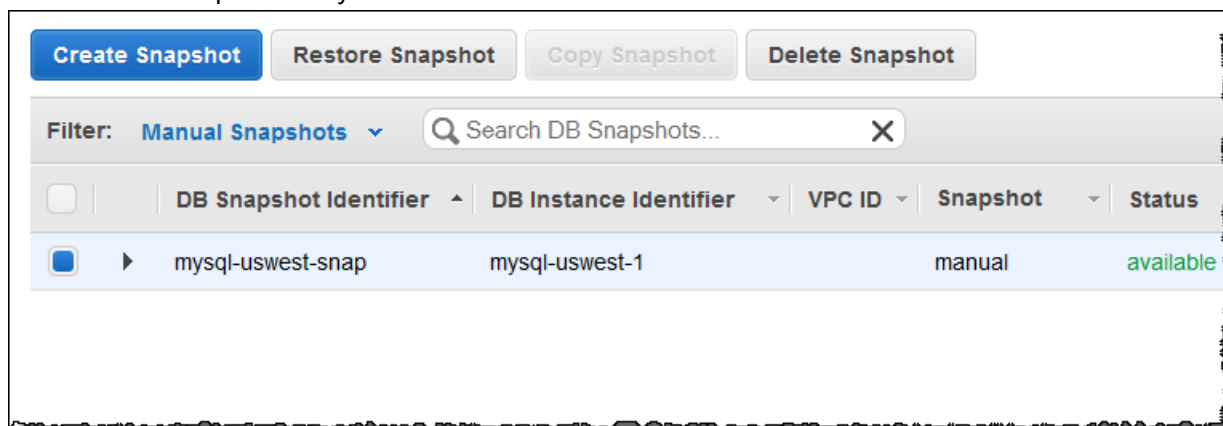 Create Snapshot Restore Snapshot Copy Snapshot Delete Snapshot
Filter: Manual Snapshots Search DB Snapshots...
DB Snapshot Identifier DB Instance Identifier VPC ID Snapshot Status
mysql-uswest-snap mysql-uswest-1 manual available